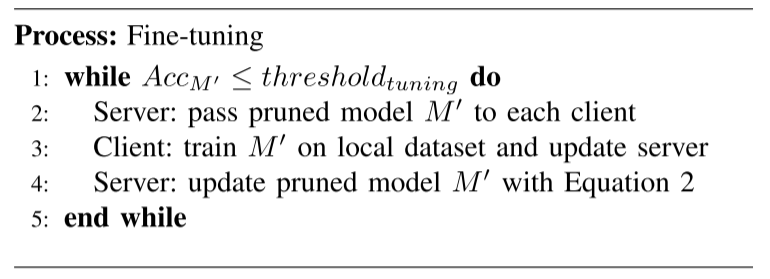 Process: Fine-tuning
1: while Acc_{M′} ≤ threshold_{tuning} do
2: Server: pass pruned model M′ to each client
3: Client: train M′ on local dataset and update server
4: Server: update pruned model M′ with Equation 2
5: end while